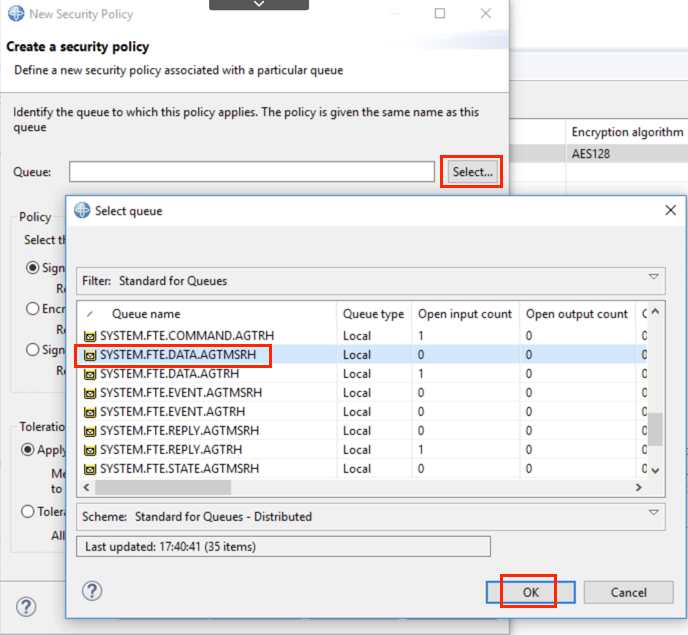 New Security Policy
Create a security policy
Define a new security policy associated with a particular queue
Identify the queue to which this policy applies. The policy is given the same name as this
queue
Encryption algorithm
AES128
Queue:
Select...
Select queue
Policy
Select th
Sign
Re
Encr
Re
Sign
Re
Toleratio
Apply
Me
to
Tolera
All
Filter: Standard for Queues
Queue name Queue type Open input count Open output count C
SYSTEM.FTE.COMMAND.AGTRH Local 1 0 0
SYSTEM.FTE.DATA.AGTMSRH Local 0 0 0
SYSTEM.FTE.DATA.AGTRH Local 1 0 0
SYSTEM.FTE.EVENT.AGTMSRH Local 0 0 0
SYSTEM.FTE.EVENT.AGTRH Local 0 0 0
SYSTEM.FTE.REPLY.AGTMSRH Local 0 0 0
SYSTEM.FTE.REPLY.AGTRH Local 1 0 0
SYSTEM.FTE.STATE.AGTMSRH Local 0 0 0
Scheme: Standard for Queues - Distributed
Last updated: 17:40:41 (35 items)
OK
Cancel